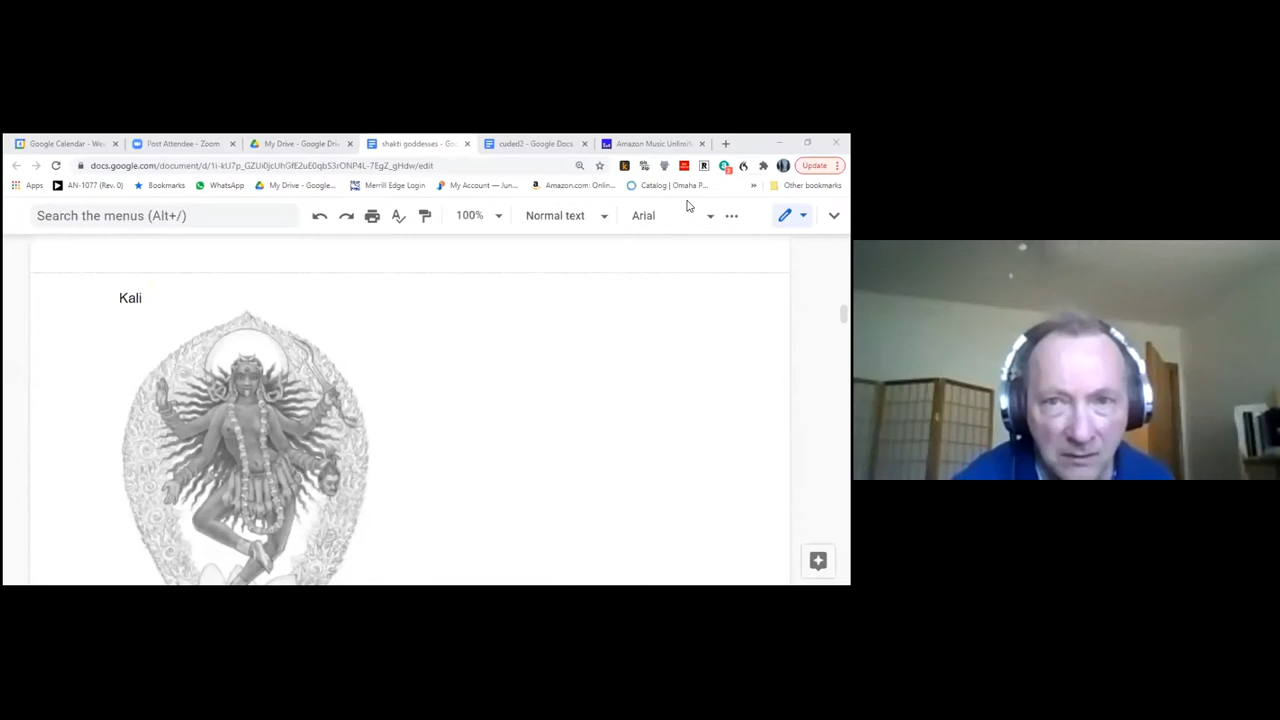 Google Calendar - We
Post Attendee - Zoom
My Drive - Google Dri
shakti goddesses - Go
cuded2 - Google Docs
Amazon Music Unlimit
docs.google.com/document/d/1i-kU7p_GZUi0jcUhGfE2uE0qbS3rONP4L-7EgZ_gHdw/edit
Update
Apps
AN-1077 (Rev. 0)
Bookmarks
WhatsApp
My Drive - Google...
Merrill Edge Login
My Account — Jun...
Amazon.com: Onlin...
Catalog | Omaha P...
Other bookmarks
Search the menus (Alt+/)
100%
Normal text
Arial
Kali